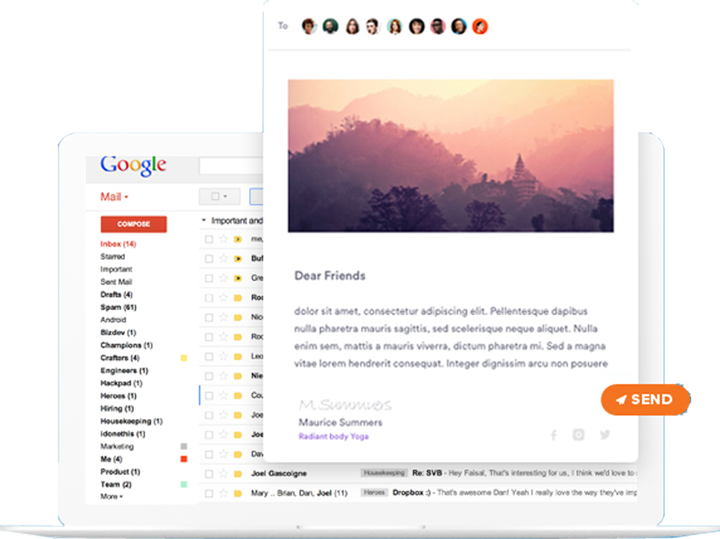 To
Google
Mail
COMPOSE
Important and
Inbox (14)
Starred
Important
Sent Mail
Drafts (4)
Spam (61)
Android
Bizdev (1)
Champions (1)
Crafters (4)
Engineers (1)
Hackpad (1)
Heroes (1)
Hiring (1)
Housekeeping (1)
idonethis (1)
Marketing
Me (4)
Product (1)
Team (2)
More
me,
Buf
Gre
Roc
Nic
Roc
Leo
Nie
Cou
Joe
Joe
Dav
Joel Gascoigne Housekeeping Re: SVB - Hey Faisal, That's interesting for us, I think we'd love to
Mary .. Brian, Dan, Joel (11) Heroes Dropbox :) - That's awesome Dan! Yeah I really love the way they've imp
Dear Friends
dolor sit amet, consectetur adipiscing elit. Pellentesque dapibus
nulla pharetra mauris sagittis, sed scelerisque neque aliquet. Nulla
enim sem, mattis a mauris viverra, dictum pharetra mi. Sed a magna
vitae lorem hendrerit consequat. Integer dignissim arcu non posuere
M.Summers
Maurice Summers
Radiant body Yoga
SEND